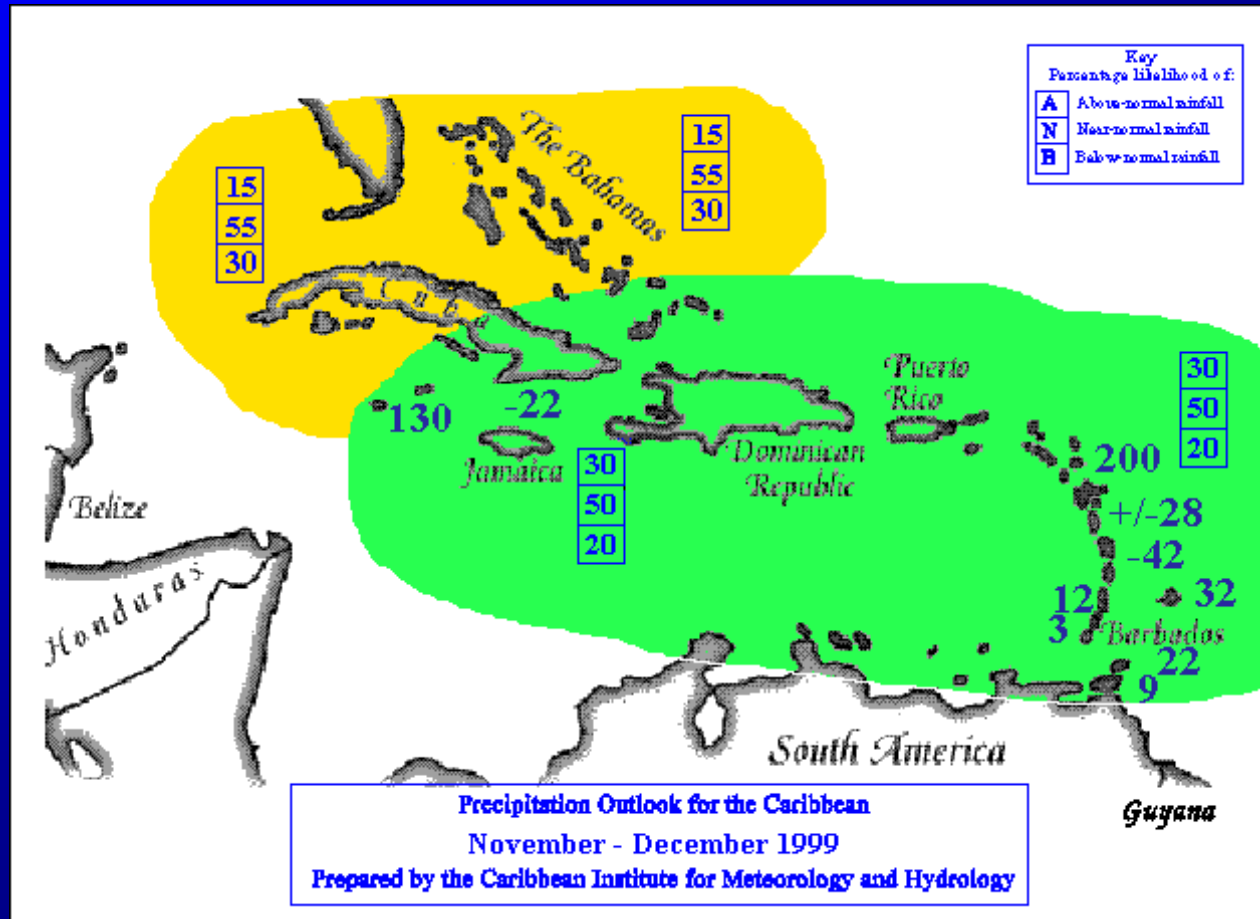 Key
Percentage likelihood of:
A Above-normal rainfall
N Near-normal rainfall
B Below-normal rainfall
The Bahamas
15
55
30
15
55
30
Cuba
Puerto
Rico
30
50
20
130
-22
Jamaica
Dominican
Republic
30
50
20
200
+/-28
-42
12
32
3
Barbados
22
9
Belize
Hondaras
South America
Guyana
Precipitation Outlook for the Caribbean
November - December 1999
Prepared by the Caribbean Institute for Meteorology and Hydrology